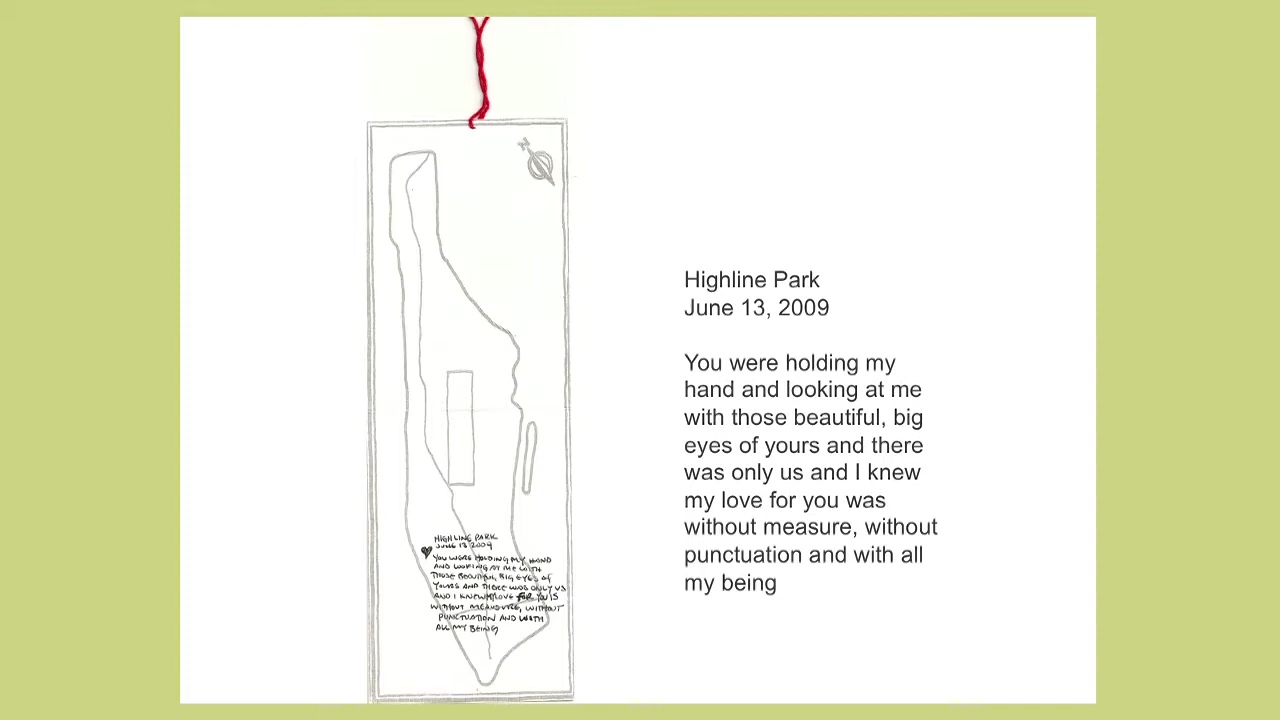 N
HIGHLINE PARK
JUNE 13 2009
YOU WERE HOLDING MY HAND
AND LOOKING AT ME WITH
THOSE BEAUTIFUL, BIG EYES OF
YOURS AND THERE WAS ONLY US
AND I KNEW MY LOVE FOR YOU IS
WITHOUT MEASURE, WITHOUT
PUNCTUATION AND WITH
ALL MY BEING
Highline Park
June 13, 2009
You were holding my
hand and looking at me
with those beautiful, big
eyes of yours and there
was only us and I knew
my love for you was
without measure, without
punctuation and with all
my being